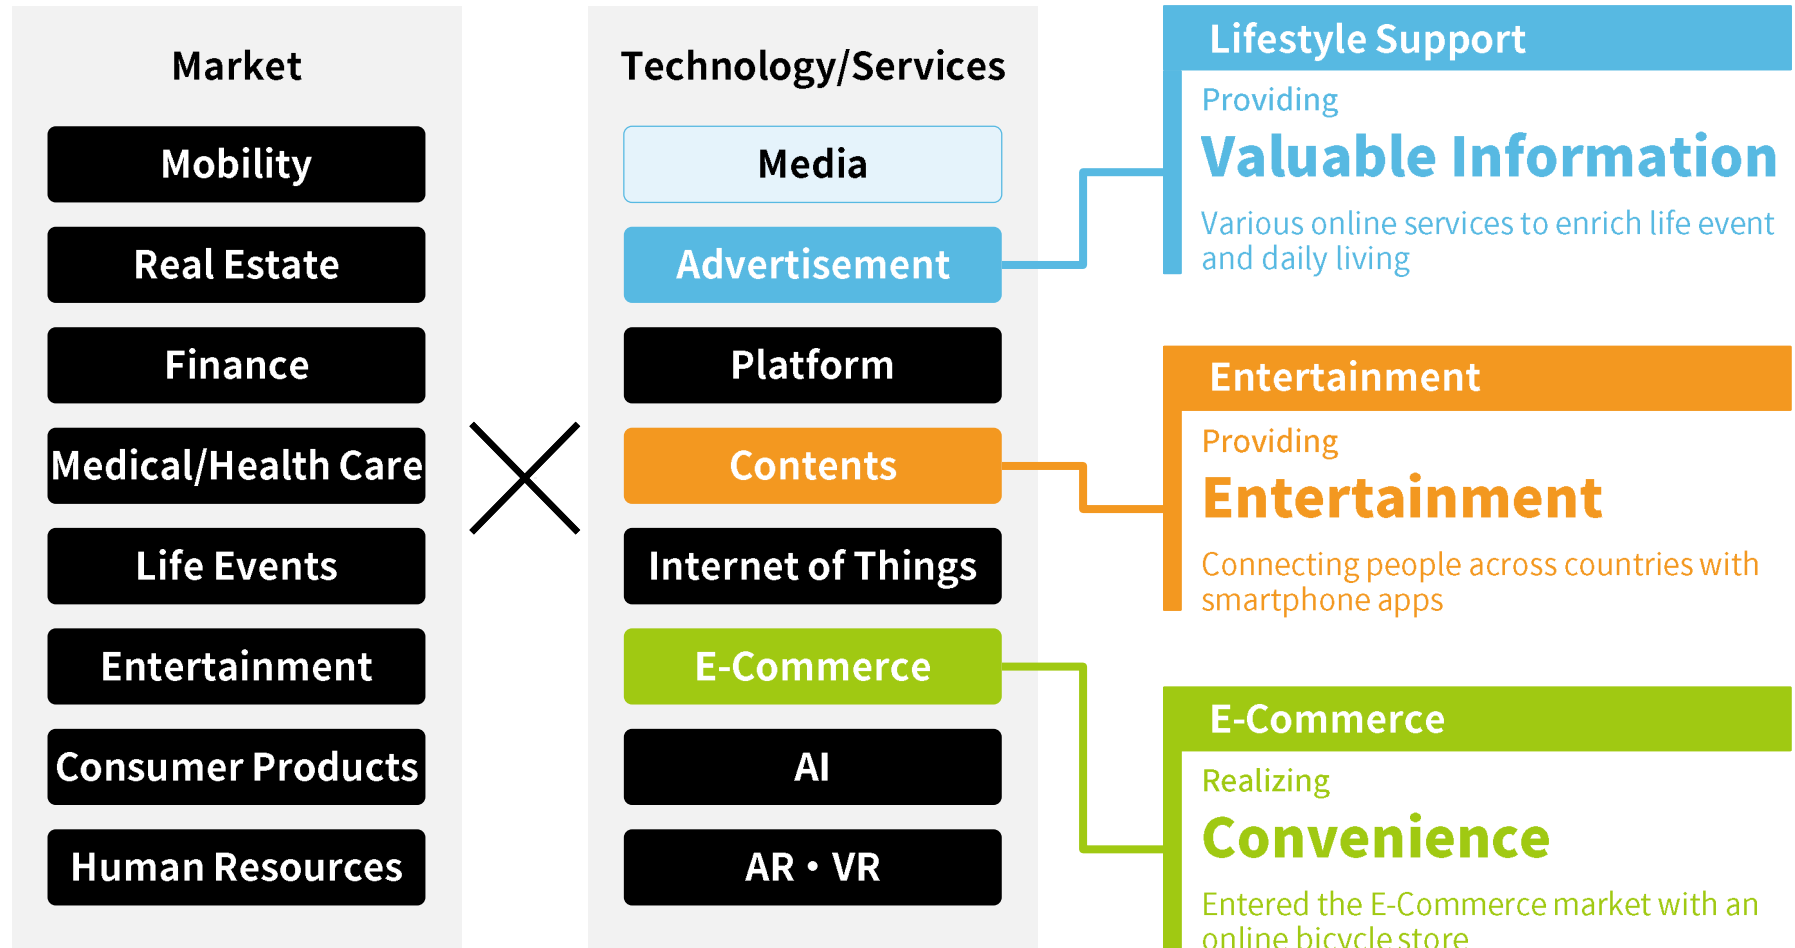 Market
Mobility
Real Estate
Finance
Medical/Health Care
Life Events
Entertainment
Consumer Products
Human Resources
Technology/Services
Media
Advertisement
Platform
Contents
Internet of Things
E-Commerce
AI
AR・VR
Lifestyle Support
Providing
Valuable Information
Various online services to enrich life event
and daily living
Entertainment
Providing
Entertainment
Connecting people across countries with
smartphone apps
E-Commerce
Realizing
Convenience
Entered the E-Commerce market with an
online bicycle store